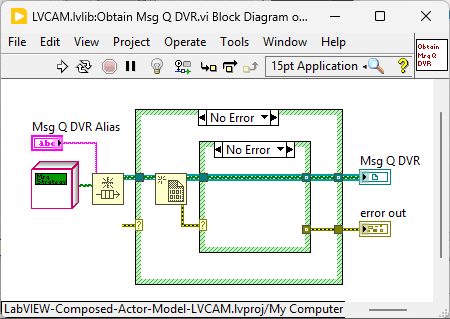 LVCAM.lvlib:Obtain Msg Q DVR.vi Block Diagram o...
File Edit View Project Operate Tools Window Help
15pt Application
Obtain
Msg Q
DVR
No Error
Msg Q DVR Alias
abc
No Error
Msg Q DVR
Msg
Strategy
?
?
error out
LabVIEW-Composed-Actor-Model-LVCAM.lvproj/My Computer